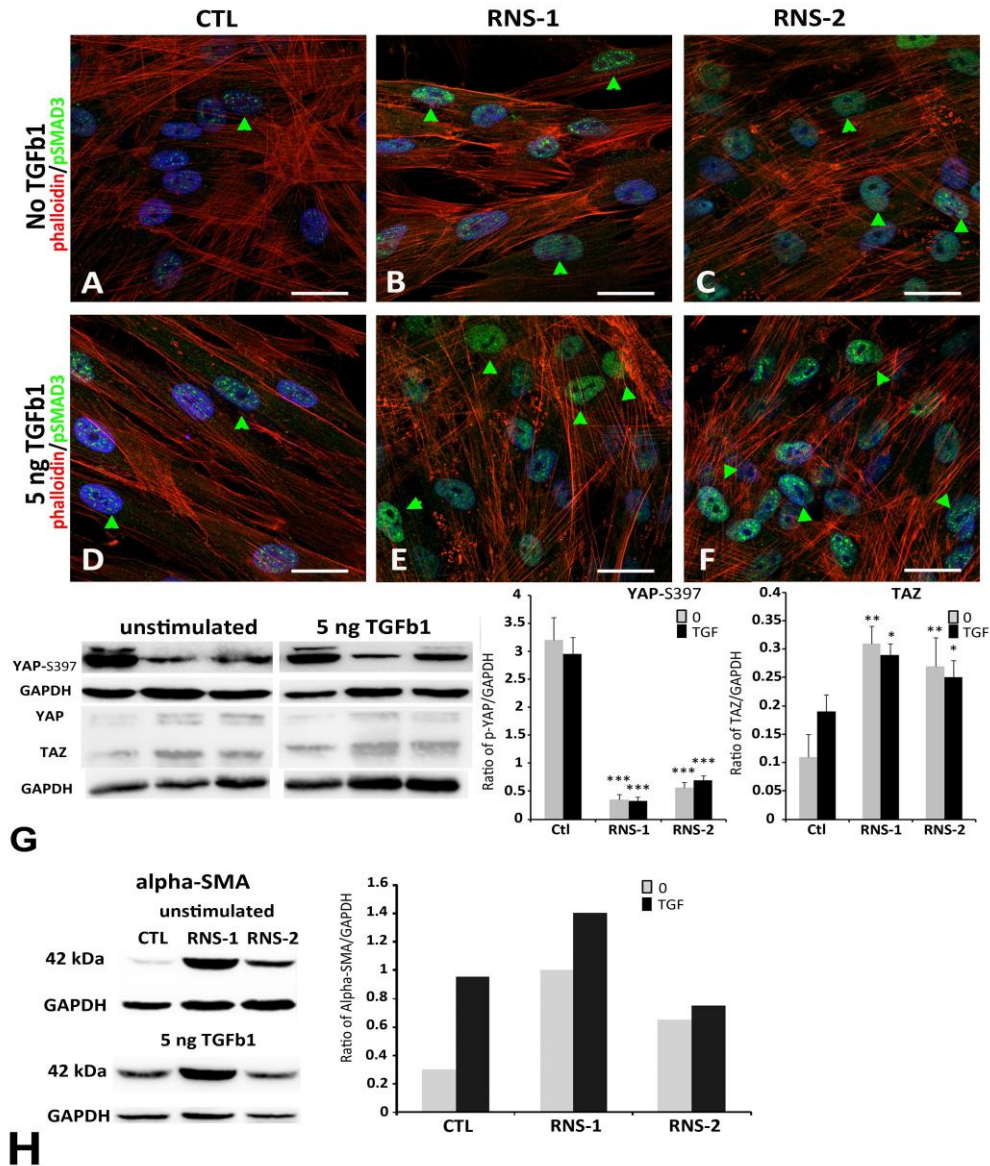 CTL RNS-1 RNS-2
No TGFb1
phalloidin/pSMAD3
A B C
5 ng TGFb1
phalloidin/pSMAD3
D E F
unstimulated 5 ng TGFb1
YAP-S397
GAPDH
YAP
TAZ
GAPDH
G
YAP-S397
0
TGF
Ratio of p-YAP/GAPDH
4
3.5
3
2.5
2
1.5
1
0.5
0
*** *** *** ***
Ctl RNS-1 RNS-2
TAZ
0
TGF
Ratio of TAZ/GAPDH
0.4
0.35
0.3
0.25
0.2
0.15
0.1
0.05
0
** * ** *
Ctl RNS-1 RNS-2
alpha-SMA
unstimulated
CTL RNS-1 RNS-2
42 kDa
GAPDH
5 ng TGFb1
42 kDa
GAPDH
H
0
TGF
Ratio of Alpha-SMA/GAPDH
1.6
1.4
1.2
1
0.8
0.6
0.4
0.2
CTL RNS-1 RNS-2